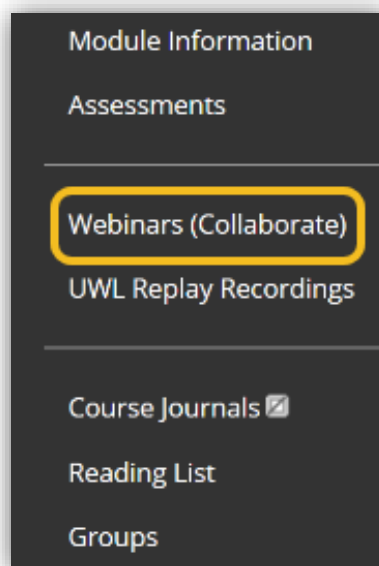 Module Information
Assessments
Webinars (Collaborate)
UWL Replay Recordings
Course Journals
Reading List
Groups